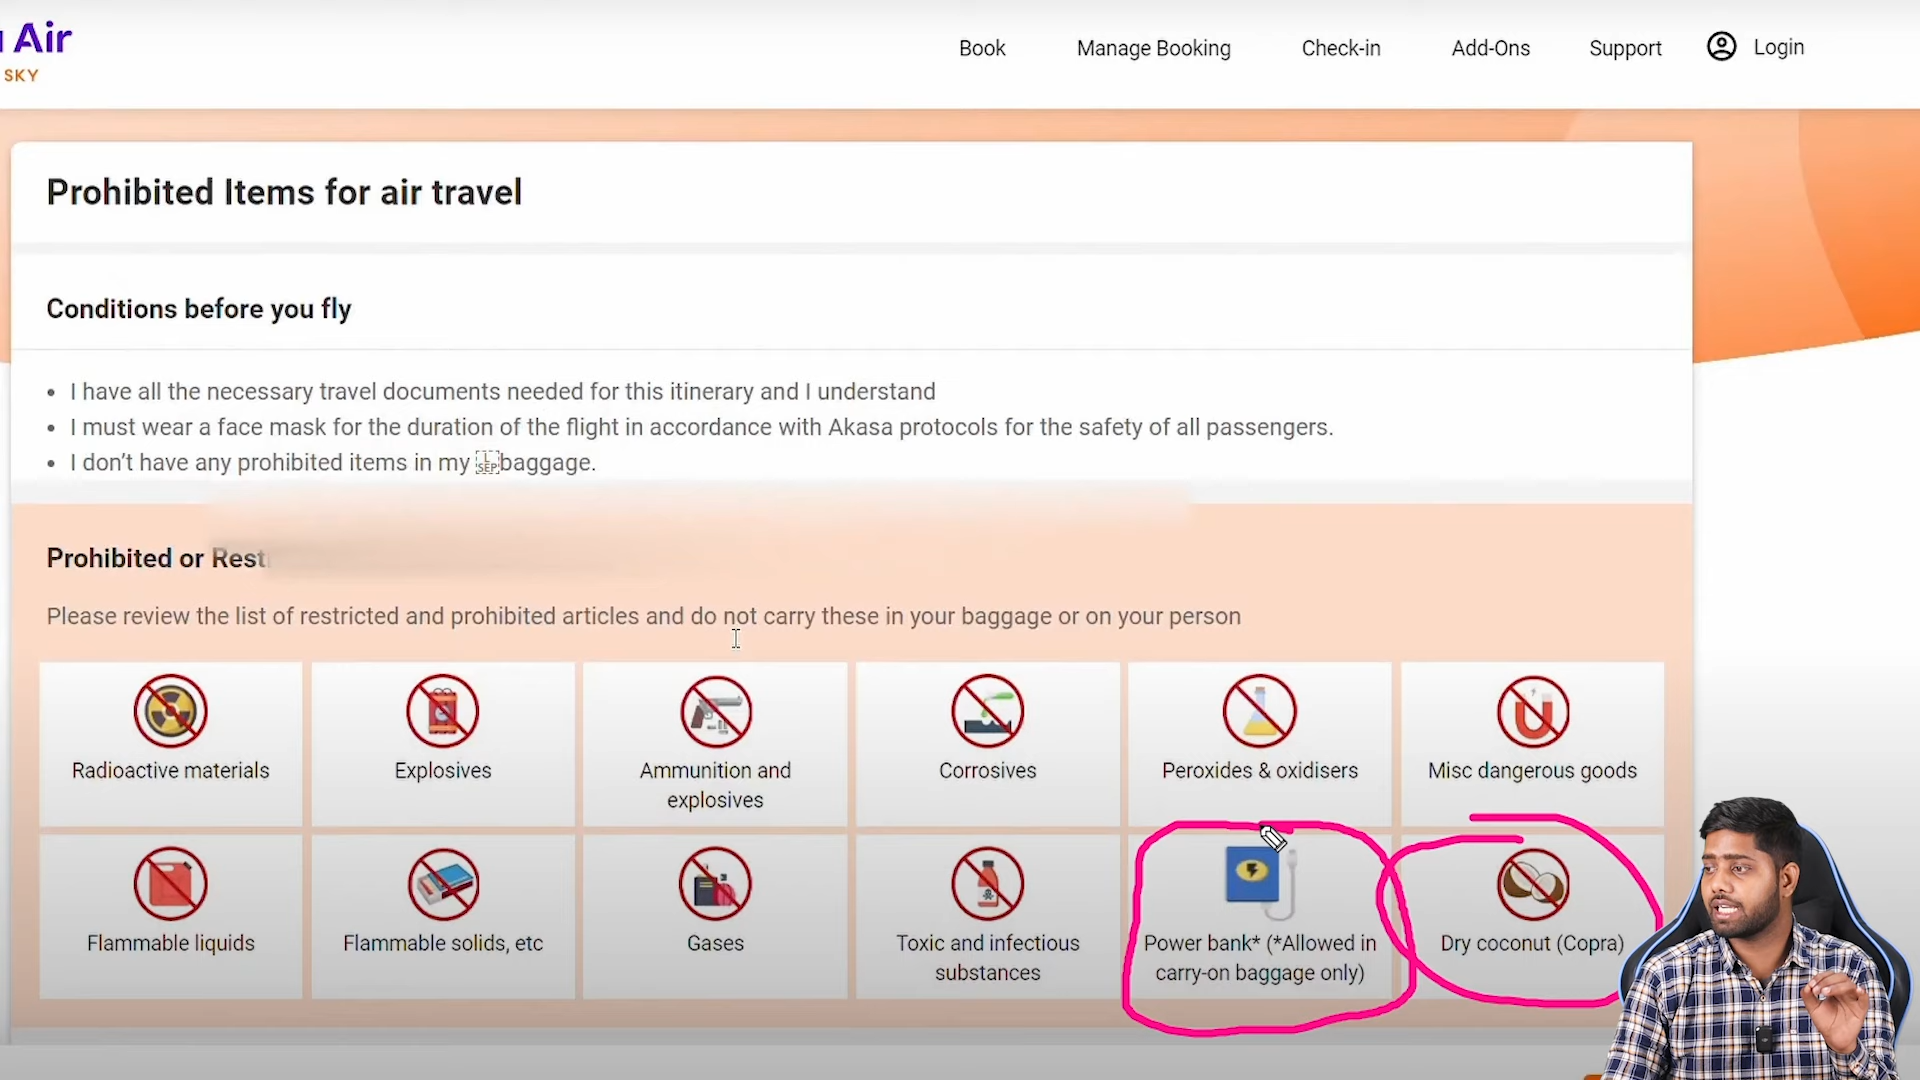 Air
SKY
Book
Manage Booking
Check-in
Add-Ons
Support
Login
Prohibited Items for air travel
Conditions before you fly
• I have all the necessary travel documents needed for this itinerary and I understand
• I must wear a face mask for the duration of the flight in accordance with Akasa protocols for the safety of all passengers.
• I don’t have any prohibited items in my baggage.
Prohibited or Rest
Please review the list of restricted and prohibited articles and do not carry these in your baggage or on your person
Radioactive materials
Explosives
Ammunition and
explosives
Corrosives
Peroxides & oxidisers
Misc dangerous goods
Flammable liquids
Flammable solids, etc
Gases
Toxic and infectious
substances
Power bank* (*Allowed in
carry-on baggage only)
Dry coconut (Copra)